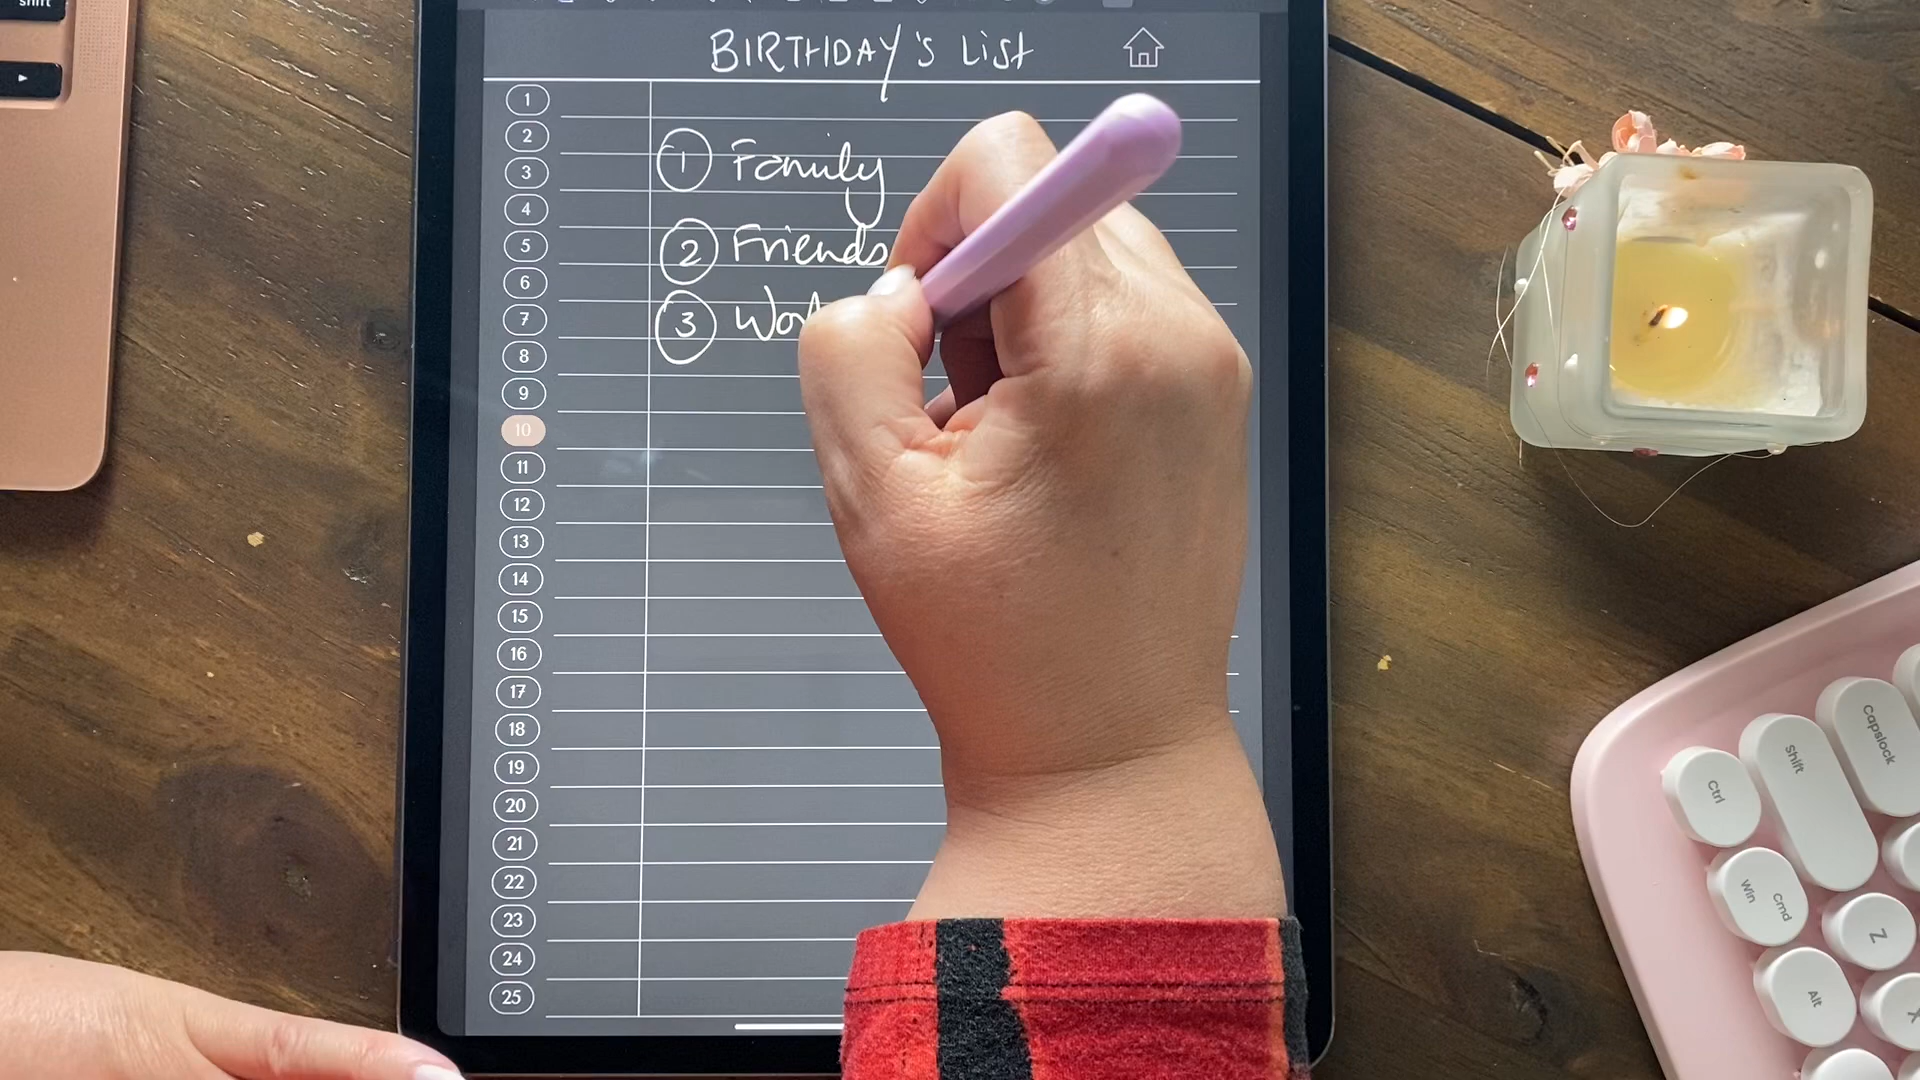 shift
BIRTHDAY'S LIST
1
2
① Family
3
4
② Friends
5
6
③
7
8
9
10
11
12
13
14
15
16
17
18
19
20
21
22
23
24
25
Capslock
Shift
Ctrl
Win Cmd
Z
Alt
X